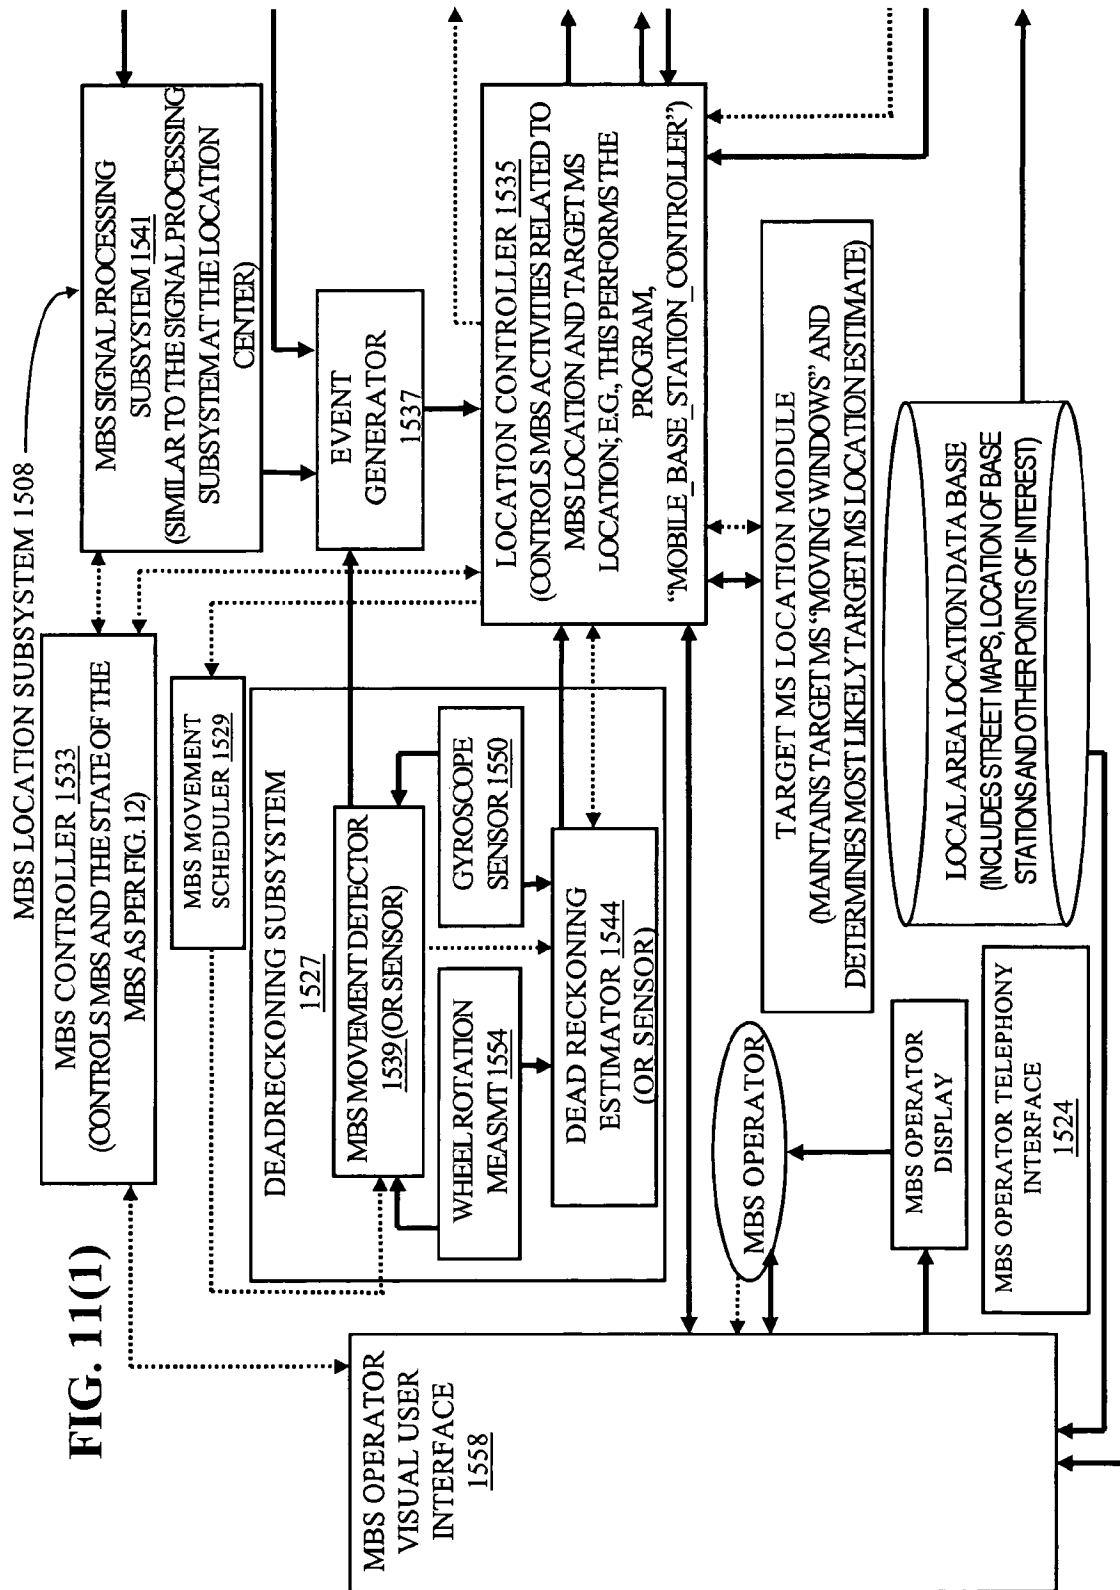 FIG. 11(1)
MBS LOCATION SUBSYSTEM 1508
MBS CONTROLLER 1533
(CONTROLS MBS AND THE STATE OF THE
MBS AS PER FIG. 12)
MBS SIGNAL PROCESSING
SUBSYSTEM 1541
(SIMILAR TO THE SIGNAL PROCESSING
SUBSYSTEM AT THE LOCATION
CENTER)
MBS MOVEMENT
SCHEDULER 1529
EVENT
GENERATOR
1537
DEADRECKONING SUBSYSTEM
1527
MBS MOVEMENT DETECTOR
1539 (OR SENSOR)
WHEEL ROTATION
MEASMT 1554
GYROSCOPE
SENSOR 1550
DEAD RECKONING
ESTIMATOR 1544
(OR SENSOR)
LOCATION CONTROLLER 1535
(CONTROLS MBS ACTIVITIES RELATED TO
MBS LOCATION AND TARGET MS
LOCATION; E.G., THIS PERFORMS THE
PROGRAM,
“MOBILE_BASE_STATION_CONTROLLER”)
MBS OPERATOR
VISUAL USER
INTERFACE
1558
MBS OPERATOR
MBS OPERATOR
DISPLAY
MBS OPERATOR TELEPHONY
INTERFACE
1524
TARGET MS LOCATION MODULE
(MAINTAINS TARGET MS “MOVING WINDOWS” AND
DETERMINES MOST LIKELY TARGET MS LOCATION ESTIMATE)
LOCAL AREA LOCATION DATA BASE
(INCLUDES STREET MAPS, LOCATION OF BASE
STATIONS AND OTHER POINTS OF INTEREST)